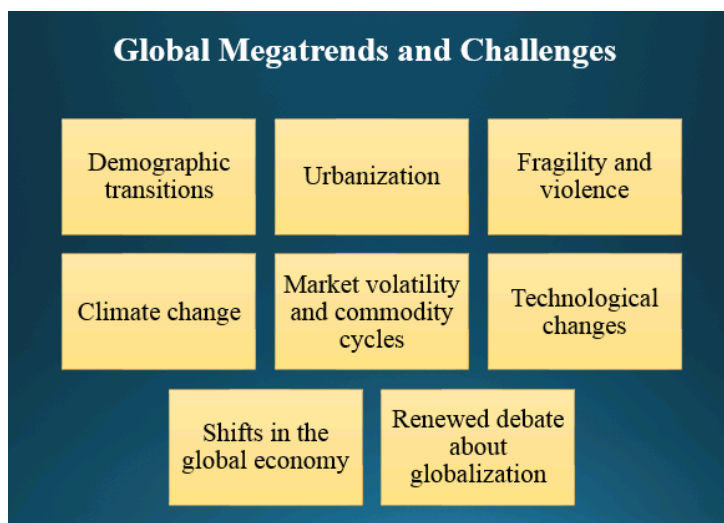 Global Megatrends and Challenges
Demographic
transitions
Urbanization
Fragility and
violence
Climate change
Market volatility
and commodity
cycles
Technological
changes
Shifts in the
global economy
Renewed debate
about
globalization